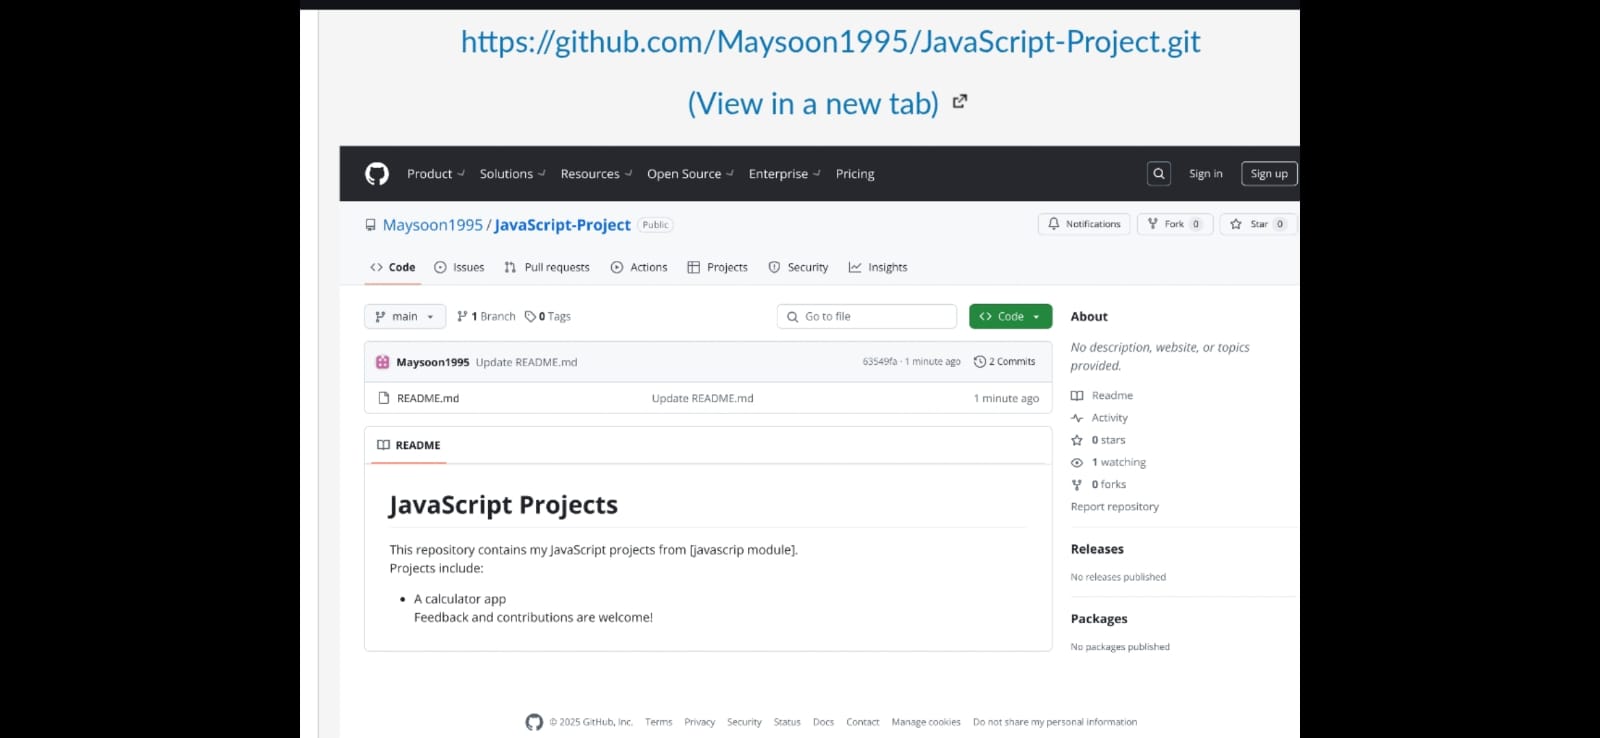 https://github.com/Maysoon1995/JavaScript-Project.git
(View in a new tab)
Product Solutions Resources Open Source Enterprise Pricing Sign in Sign up
Maysoon1995 / JavaScript-Project Public Notifications Fork 0 Star 0
Code Issues Pull requests Actions Projects Security Insights
main 1 Branch 0 Tags Go to file Code
Maysoon1995 Update README.md 63549fa · 1 minute ago 2 Commits
README.md Update README.md 1 minute ago
README
JavaScript Projects
This repository contains my JavaScript projects from [javascrip module].
Projects include:
• A calculator app
Feedback and contributions are welcome!
About
No description, website, or topics
provided.
Readme
Activity
0 stars
1 watching
0 forks
Report repository
Releases
No releases published
Packages
No packages published
© 2025 GitHub, Inc. Terms Privacy Security Status Docs Contact Manage cookies Do not share my personal information